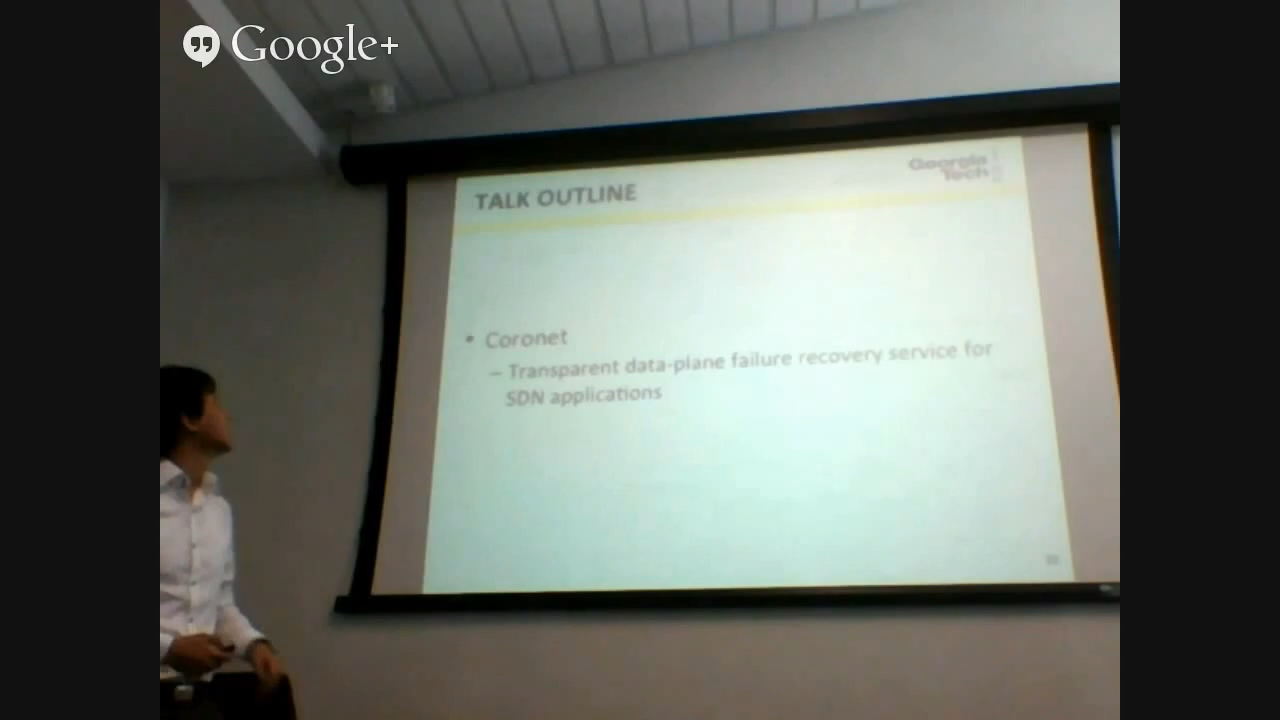 Google+
Georgia
Tech
TALK OUTLINE
• Coronet
– Transparent data-plane failure recovery service for
SDN applications